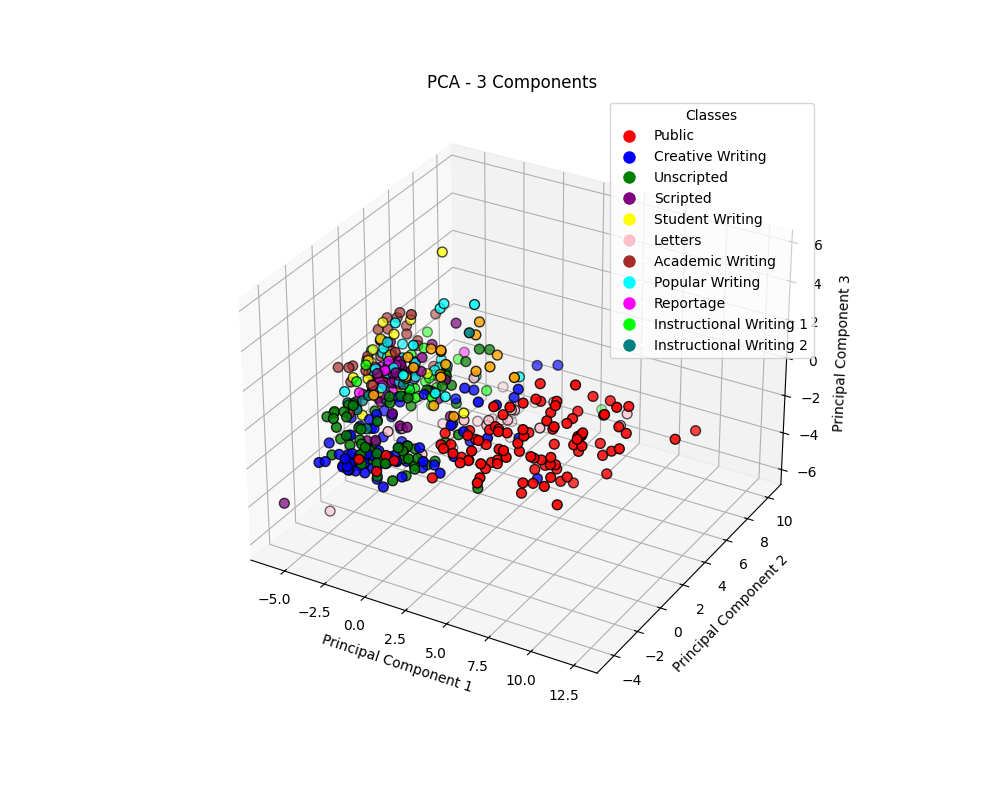 PCA - 3 Components
Classes
Public
Creative Writing
Unscripted
Scripted
Student Writing
Letters
Academic Writing
Popular Writing
Reportage
Instructional Writing 1
Instructional Writing 2
6
4
2
0
−2
−4
−6
Principal Component 3
10
8
6
4
2
0
−2
−4
Principal Component 2
−5.0
−2.5
0.0
2.5
5.0
7.5
10.0
12.5
Principal Component 1